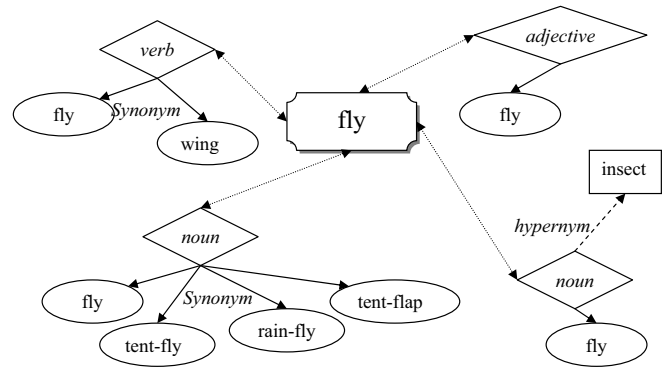 verb
adjective
fly
Synonym
wing
fly
fly
insect
hypernym
noun
noun
fly
Synonym
tent-flap
tent-fly
rain-fly
fly